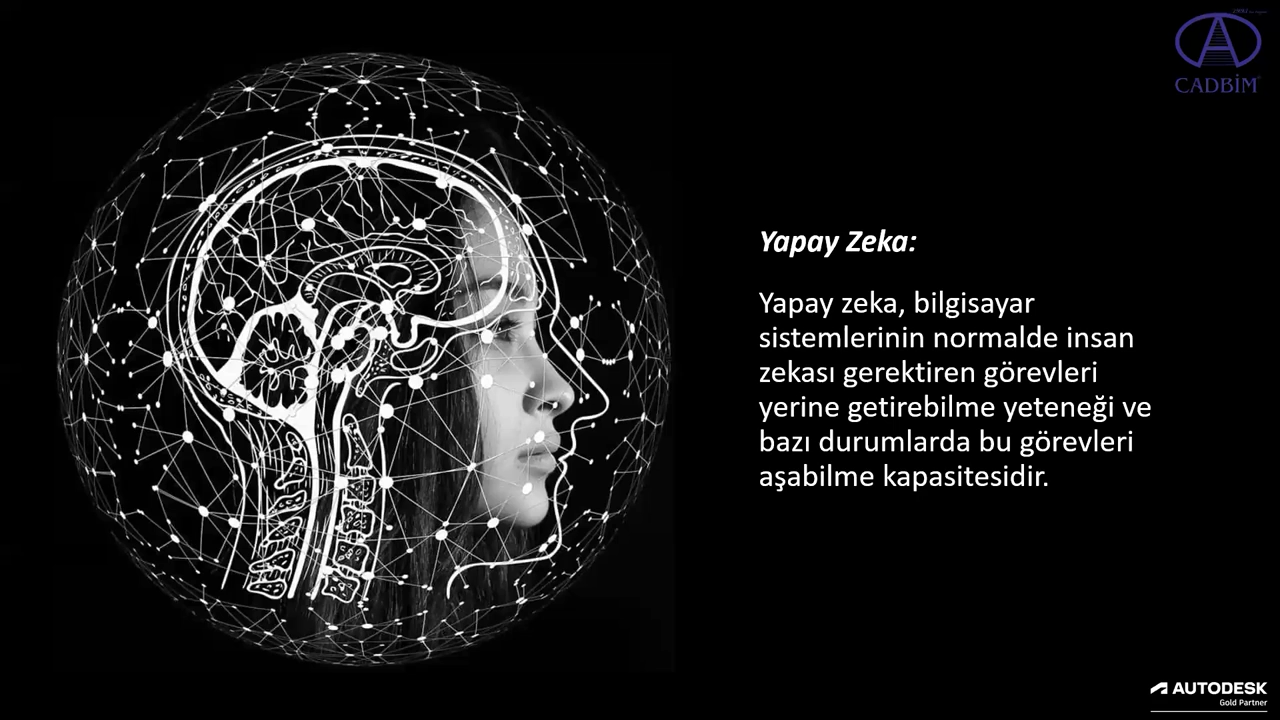 CADBİM
Yapay Zeka:
Yapay zeka, bilgisayar
sistemlerinin normalde insan
zekası gerektiren görevleri
yerine getirebilme yeteneği ve
bazı durumlarda bu görevleri
aşabilme kapasitesidir.
AUTODESK
Gold Partner